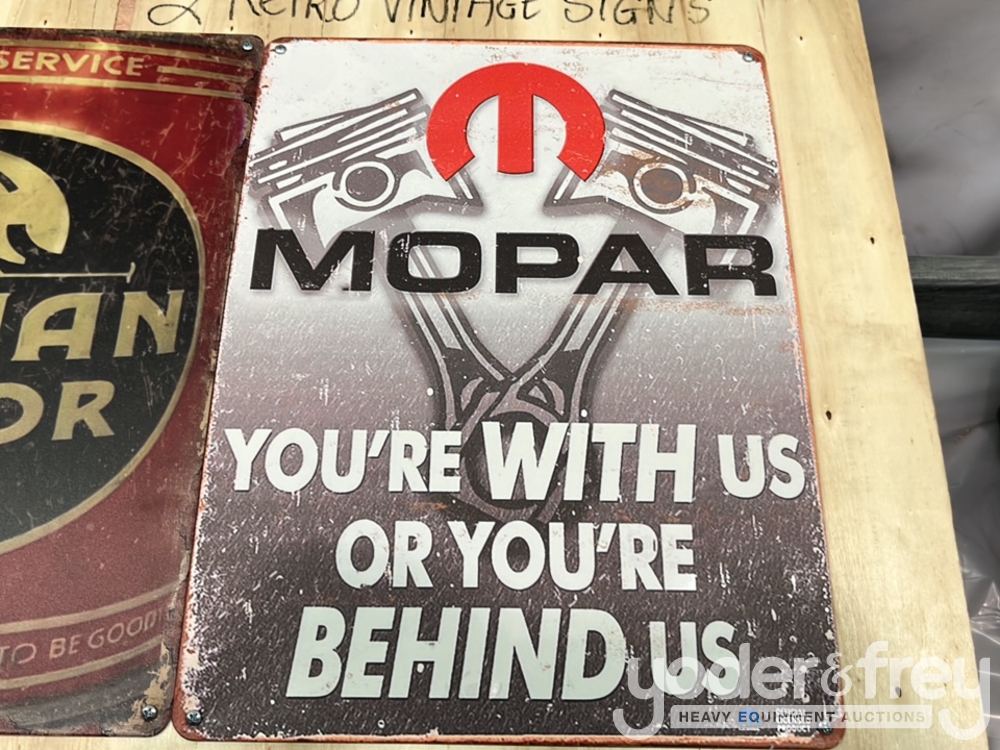 2 RETRO VINTAGE SIGNS
SERVICE
MAN
OR
TO BE GOOD
MOPAR
YOU'RE WITH US
OR YOU'RE
BEHIND US
yoder&frey
HEAVY EQUIPMENT AUCTIONS